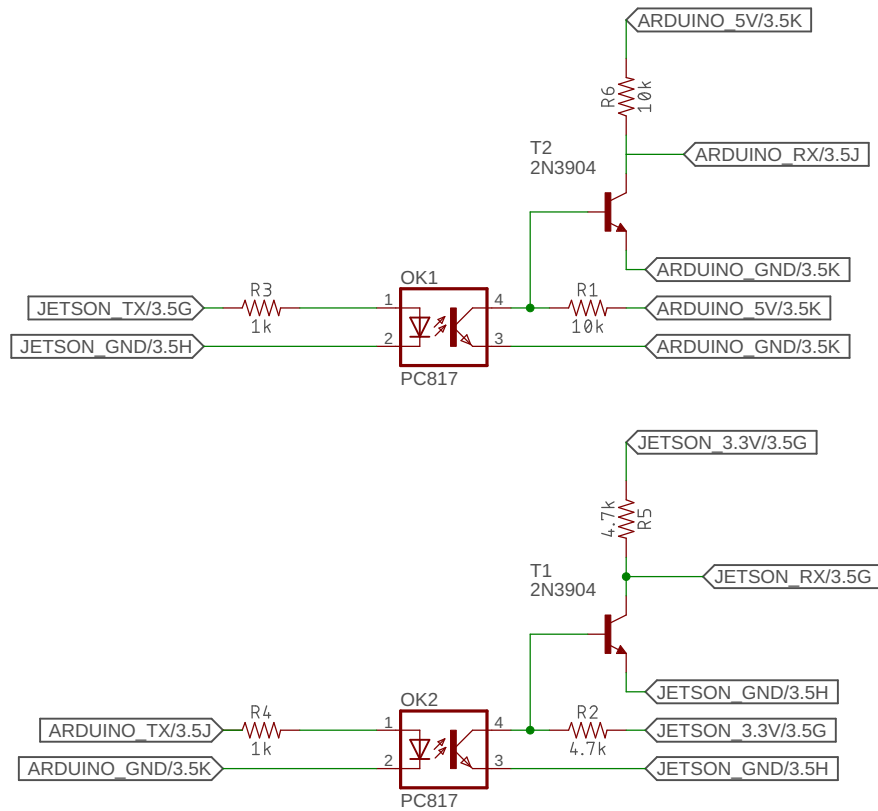 ARDUINO_5V/3.5K
R6
10k
ARDUINO_RX/3.5J
T2
2N3904
ARDUINO_GND/3.5K
OK1
R3
1k
JETSON_TX/3.5G
1
4
R1
10k
ARDUINO_5V/3.5K
JETSON_GND/3.5H
2
3
ARDUINO_GND/3.5K
PC817
JETSON_3.3V/3.5G
4.7k
R5
JETSON_RX/3.5G
T1
2N3904
JETSON_GND/3.5H
OK2
R4
1k
ARDUINO_TX/3.5J
1
4
R2
4.7k
JETSON_3.3V/3.5G
ARDUINO_GND/3.5K
2
3
JETSON_GND/3.5H
PC817